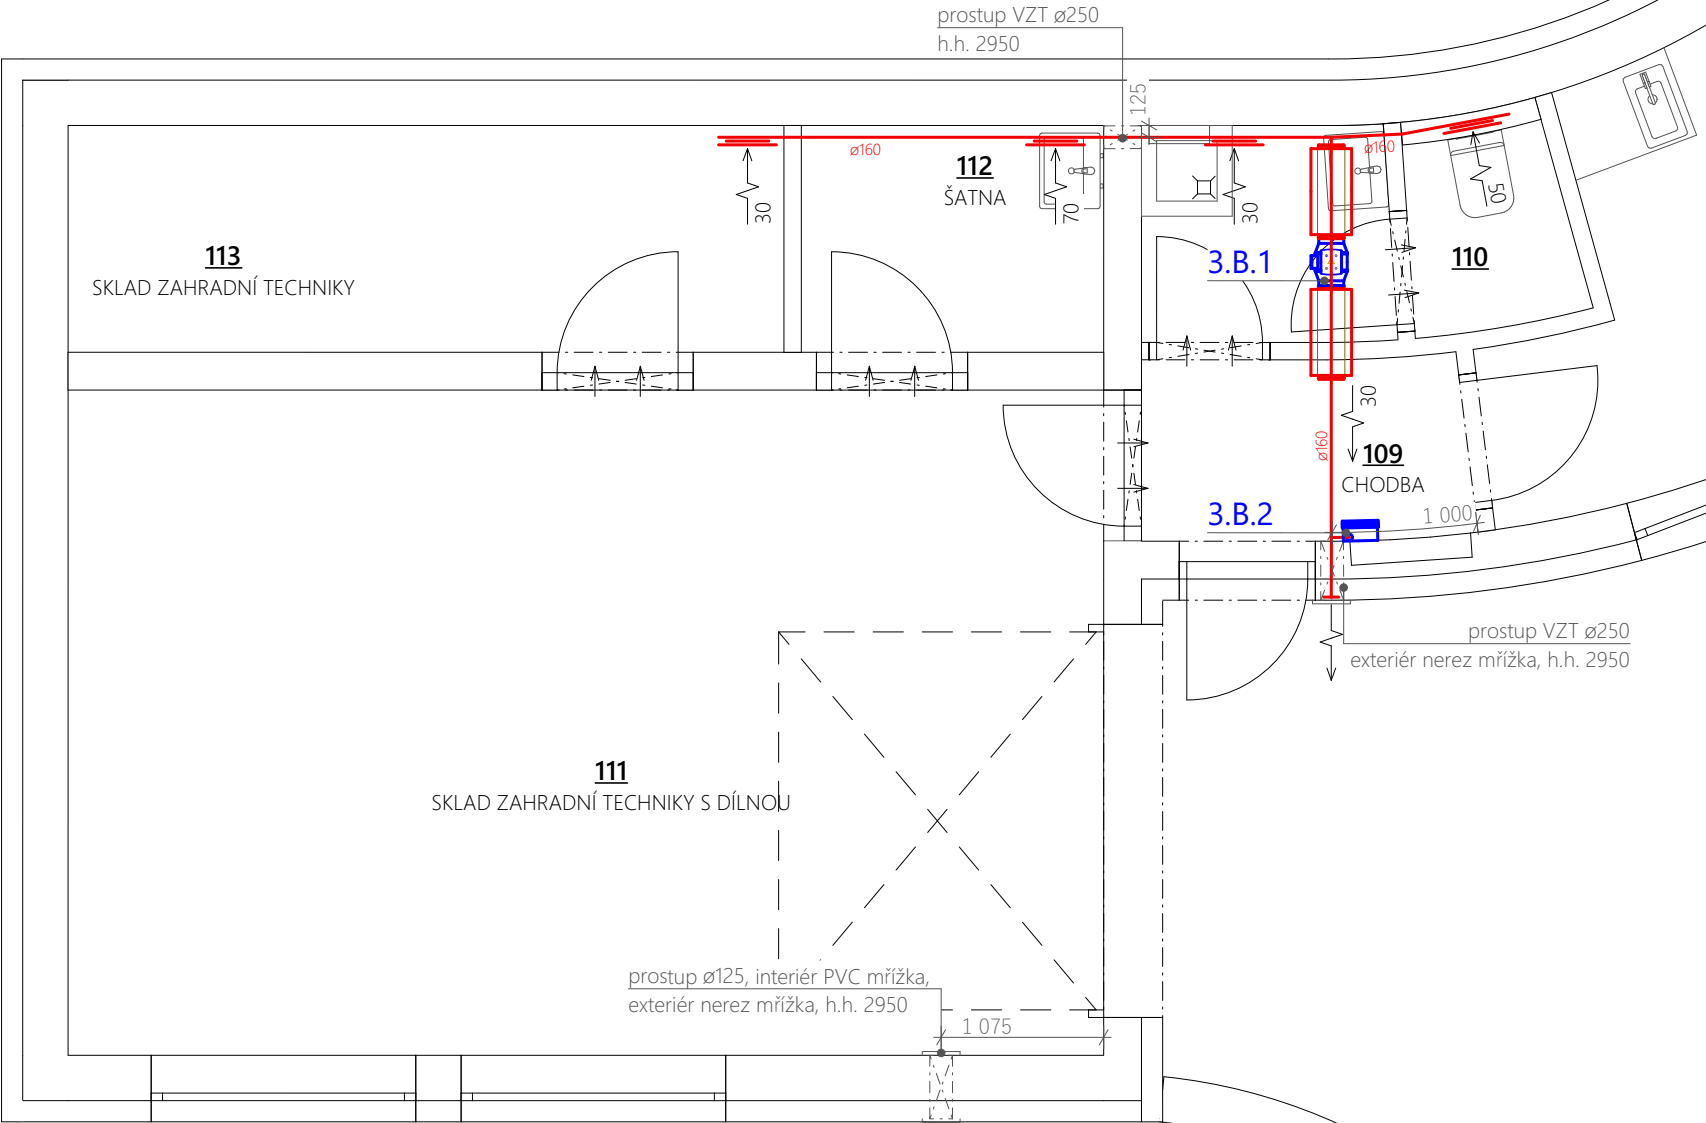 prostup VZT ø250
h.h. 2950
125
ø160
112
ŠATNA
30
70
30
ø160
50
113
SKLAD ZAHRADNÍ TECHNIKY
3.B.1
110
30
ø160
109
CHODBA
3.B.2
1 000
prostup VZT ø250
exteriér nerez mřížka, h.h. 2950
111
SKLAD ZAHRADNÍ TECHNIKY S DÍLNOU
prostup ø125, interiér PVC mřížka,
exteriér nerez mřížka, h.h. 2950
1 075